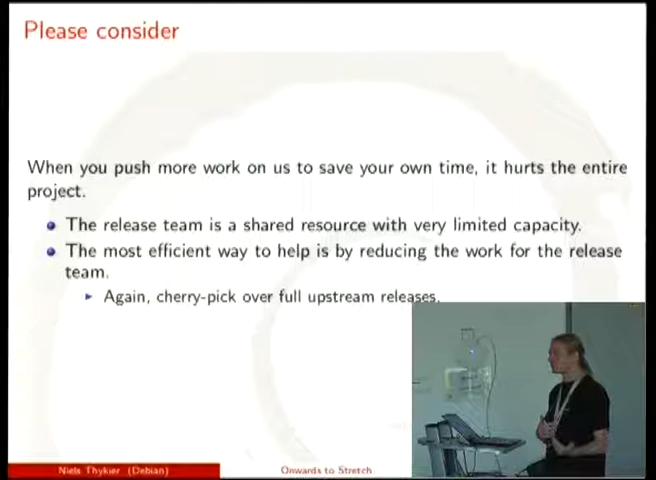 Please consider
When you push more work on us to save your own time, it hurts the entire
project.
The release team is a shared resource with very limited capacity.
The most efficient way to help is by reducing the work for the release
team.
Again, cherry-pick over full upstream releases.
Niels Thykier (Debian)
Onwards to Stretch